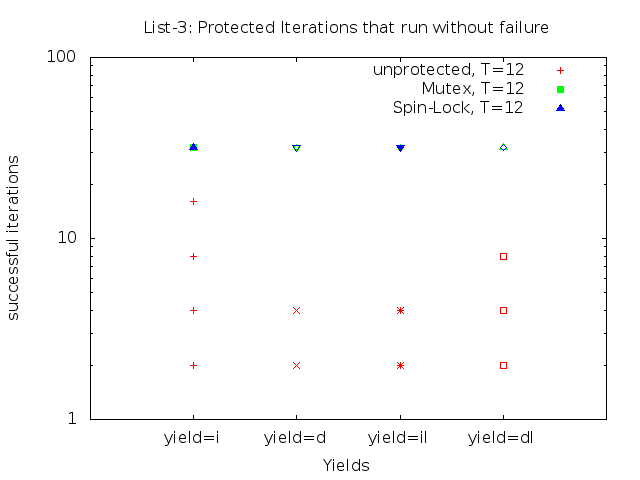 List-3: Protected Iterations that run without failure
100
unprotected, T=12
Mutex, T=12
Spin-Lock, T=12
successful iterations
10
1
yield=i yield=d yield=il yield=dl
Yields